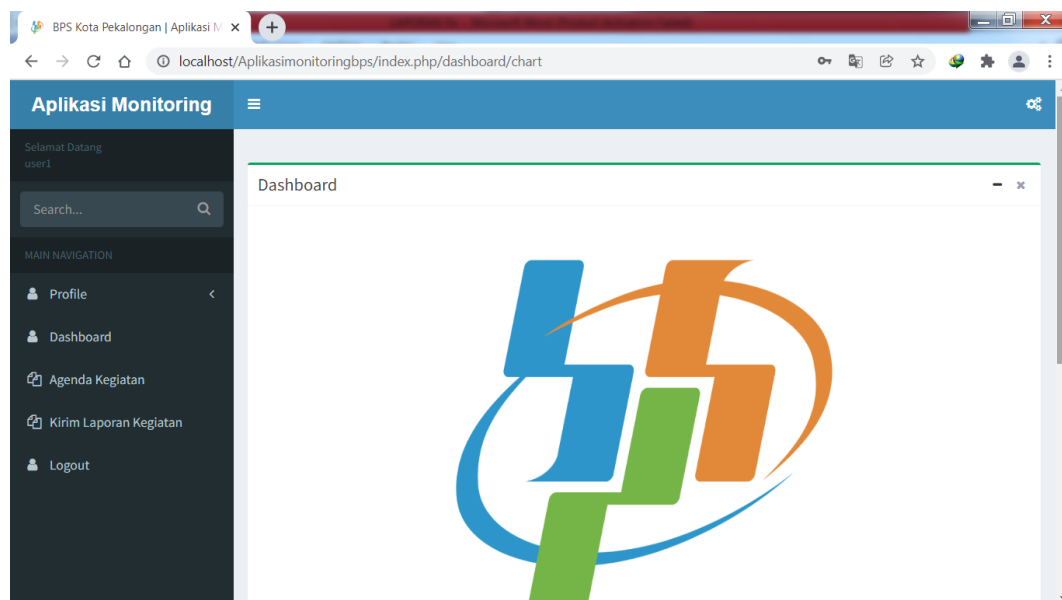 BPS Kota Pekalongan | Aplikasi M
localhost/Aplikasimonitoringbps/index.php/dashboard/chart
Aplikasi Monitoring
Selamat Datang
user1
Dashboard
Search...
MAIN NAVIGATION
Profile
Dashboard
Agenda Kegiatan
Kirim Laporan Kegiatan
Logout